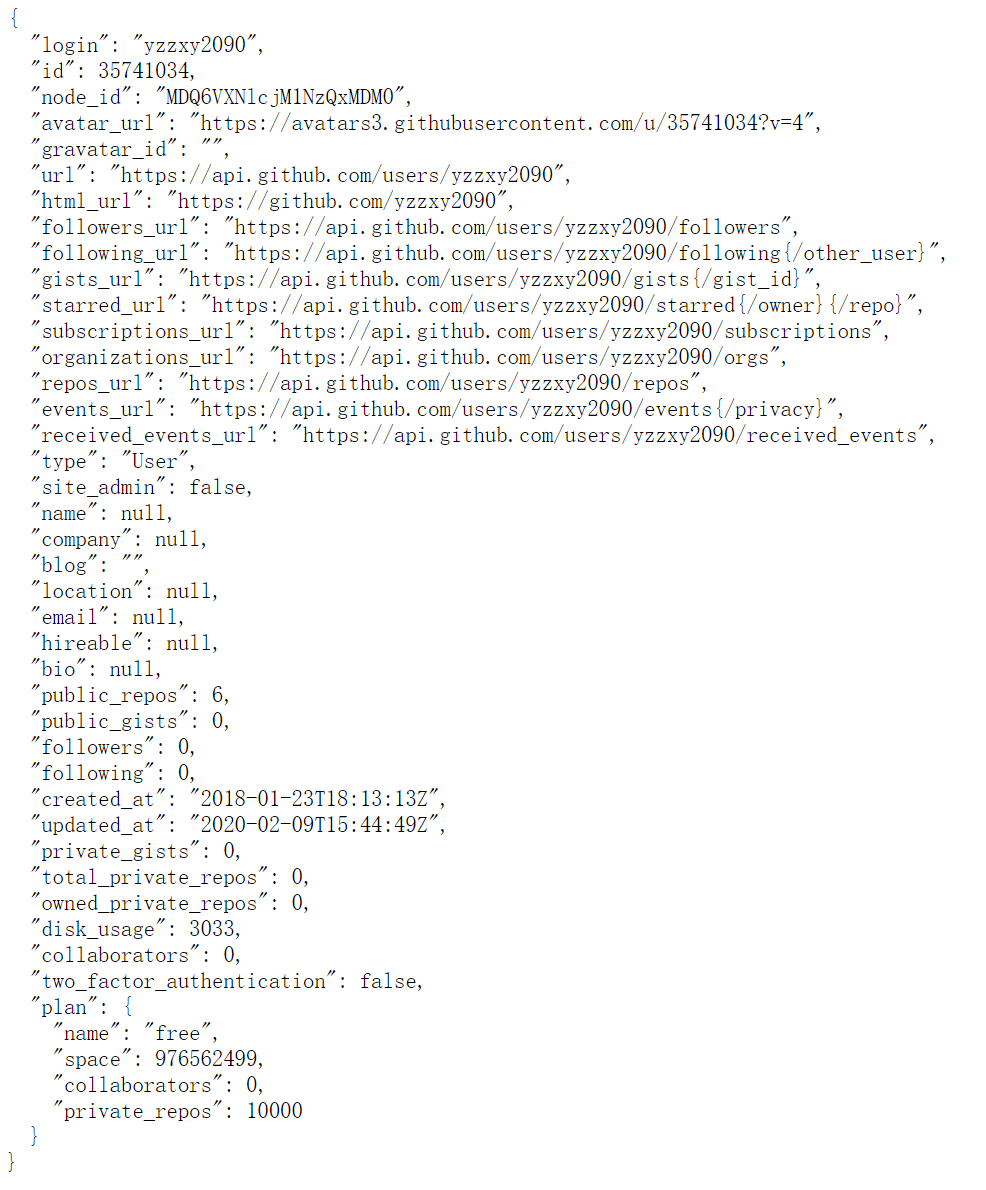 {
"login": "yzzxy2090",
"id": 35741034,
"node_id": "MDQ6VXNlcjM1NzQxMDM0",
"avatar_url": "https://avatars3.githubusercontent.com/u/35741034?v=4",
"gravatar_id": "",
"url": "https://api.github.com/users/yzzxy2090",
"html_url": "https://github.com/yzzxy2090",
"followers_url": "https://api.github.com/users/yzzxy2090/followers",
"following_url": "https://api.github.com/users/yzzxy2090/following{/other_user}",
"gists_url": "https://api.github.com/users/yzzxy2090/gists{/gist_id}",
"starred_url": "https://api.github.com/users/yzzxy2090/starred{/owner}{/repo}",
"subscriptions_url": "https://api.github.com/users/yzzxy2090/subscriptions",
"organizations_url": "https://api.github.com/users/yzzxy2090/orgs",
"repos_url": "https://api.github.com/users/yzzxy2090/repos",
"events_url": "https://api.github.com/users/yzzxy2090/events{/privacy}",
"received_events_url": "https://api.github.com/users/yzzxy2090/received_events",
"type": "User",
"site_admin": false,
"name": null,
"company": null,
"blog": "",
"location": null,
"email": null,
"hireable": null,
"bio": null,
"public_repos": 6,
"public_gists": 0,
"followers": 0,
"following": 0,
"created_at": "2018-01-23T18:13:13Z",
"updated_at": "2020-02-09T15:44:49Z",
"private_gists": 0,
"total_private_repos": 0,
"owned_private_repos": 0,
"disk_usage": 3033,
"collaborators": 0,
"two_factor_authentication": false,
"plan": {
"name": "free",
"space": 976562499,
"collaborators": 0,
"private_repos": 10000
}
}